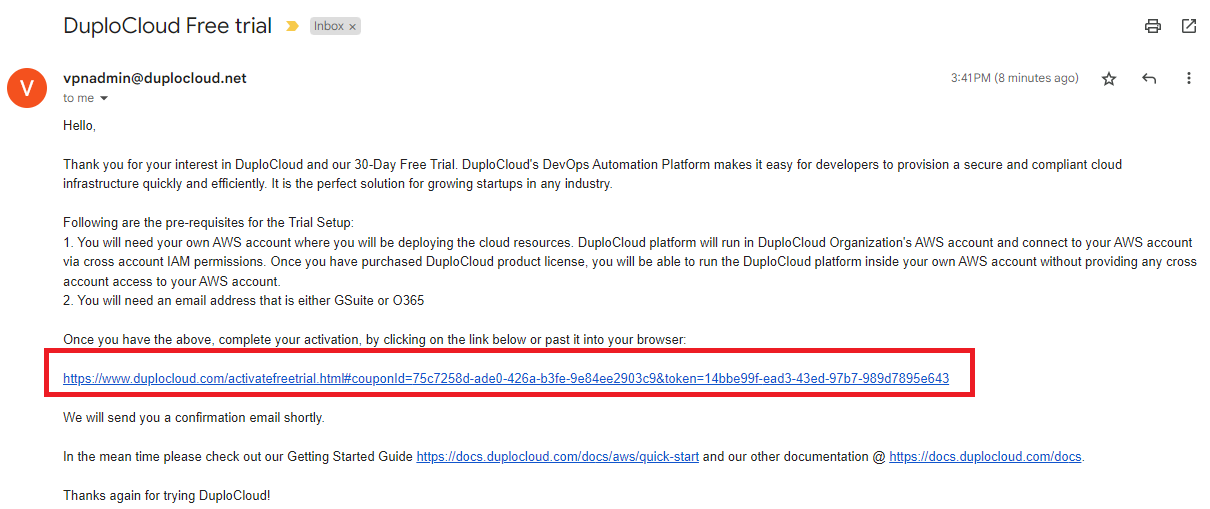 DuploCloud Free trial
Inbox ×
V
vpnadmin@duplocloud.net
3:41 PM (8 minutes ago)
to me
Hello,
Thank you for your interest in DuploCloud and our 30-Day Free Trial. DuploCloud's DevOps Automation Platform makes it easy for developers to provision a secure and compliant cloud
infrastructure quickly and efficiently. It is the perfect solution for growing startups in any industry.
Following are the pre-requisites for the Trial Setup:
1. You will need your own AWS account where you will be deploying the cloud resources. DuploCloud platform will run in DuploCloud Organization's AWS account and connect to your AWS account
via cross account IAM permissions. Once you have purchased DuploCloud product license, you will be able to run the DuploCloud platform inside your own AWS account without providing any cross
account access to your AWS account.
2. You will need an email address that is either GSuite or O365
Once you have the above, complete your activation, by clicking on the link below or past it into your browser:
https://www.duplocloud.com/activatefreetrial.html#couponId=75c7258d-ade0-426a-b3fe-9e84ee2903c9&token=14bbe99f-ead3-43ed-97b7-989d7895e643
We will send you a confirmation email shortly.
In the mean time please check out our Getting Started Guide https://docs.duplocloud.com/docs/aws/quick-start and our other documentation @ https://docs.duplocloud.com/docs.
Thanks again for trying DuploCloud!